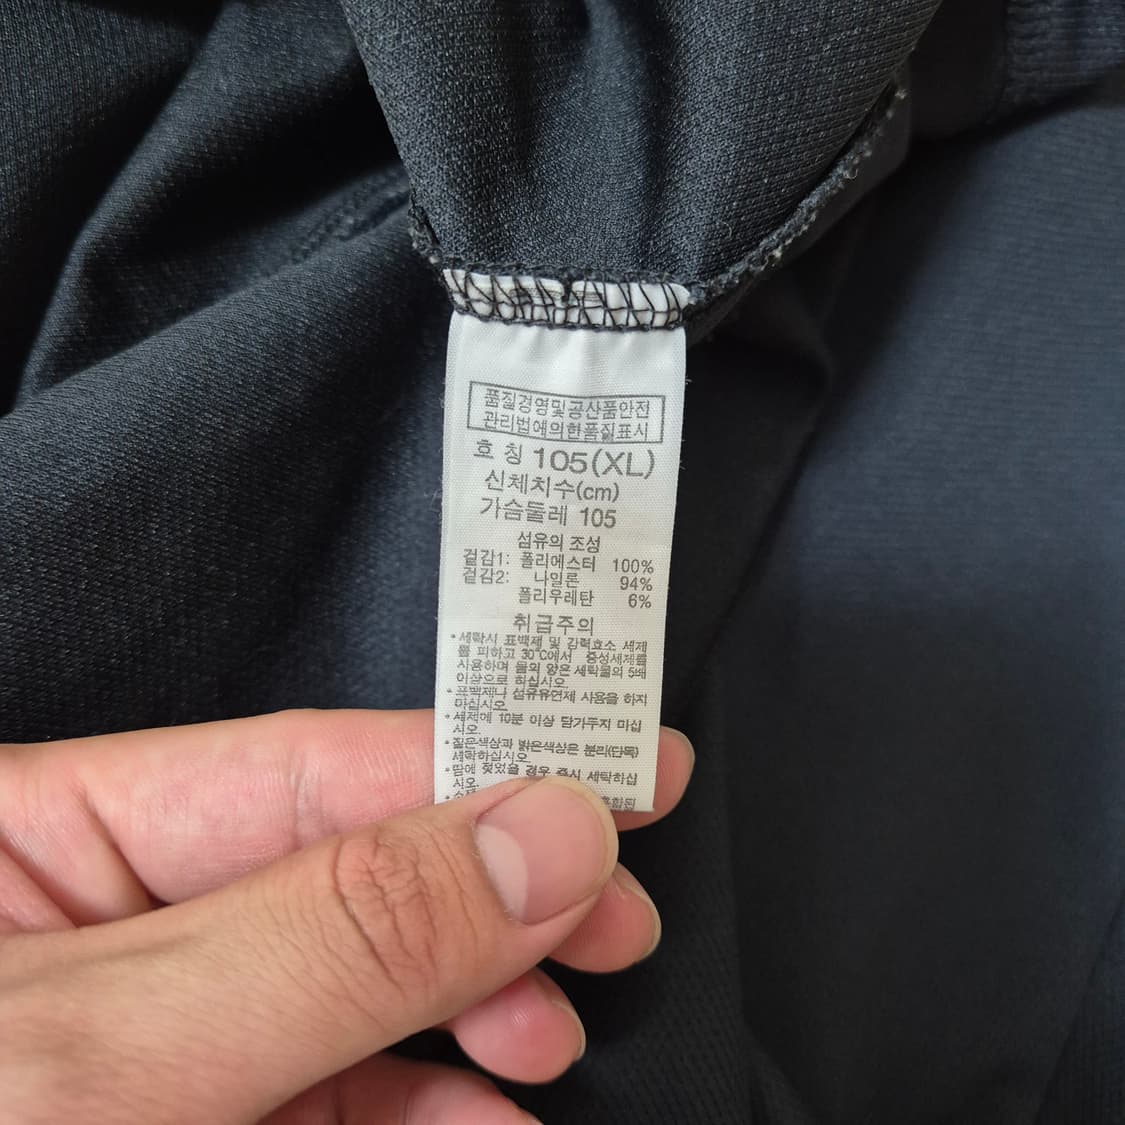 품질경영및공산품안전
관리법에의한품질표시
호 칭 105(XL)
신체치수(cm)
가슴둘레 105
섬유의 조성
겉감1: 폴리에스터 100%
겉감2: 나일론 94%
폴리우레탄 6%
취급주의
• 세탁시 표백제 및 강력효소 세제
를 피하고 30℃에서 중성세제를
사용하며 물의 양은 세탁물의 5배
이상으로 하십시오.
• 표백제나 섬유유연제 사용을 하지
마십시오.
• 세제에 10분 이상 담가두지 마십
시오.
• 짙은색상과 밝은색상은 분리(단독)
세탁하십시오.
• 땀에 젖었을 경우 즉시 세탁하십
시오.